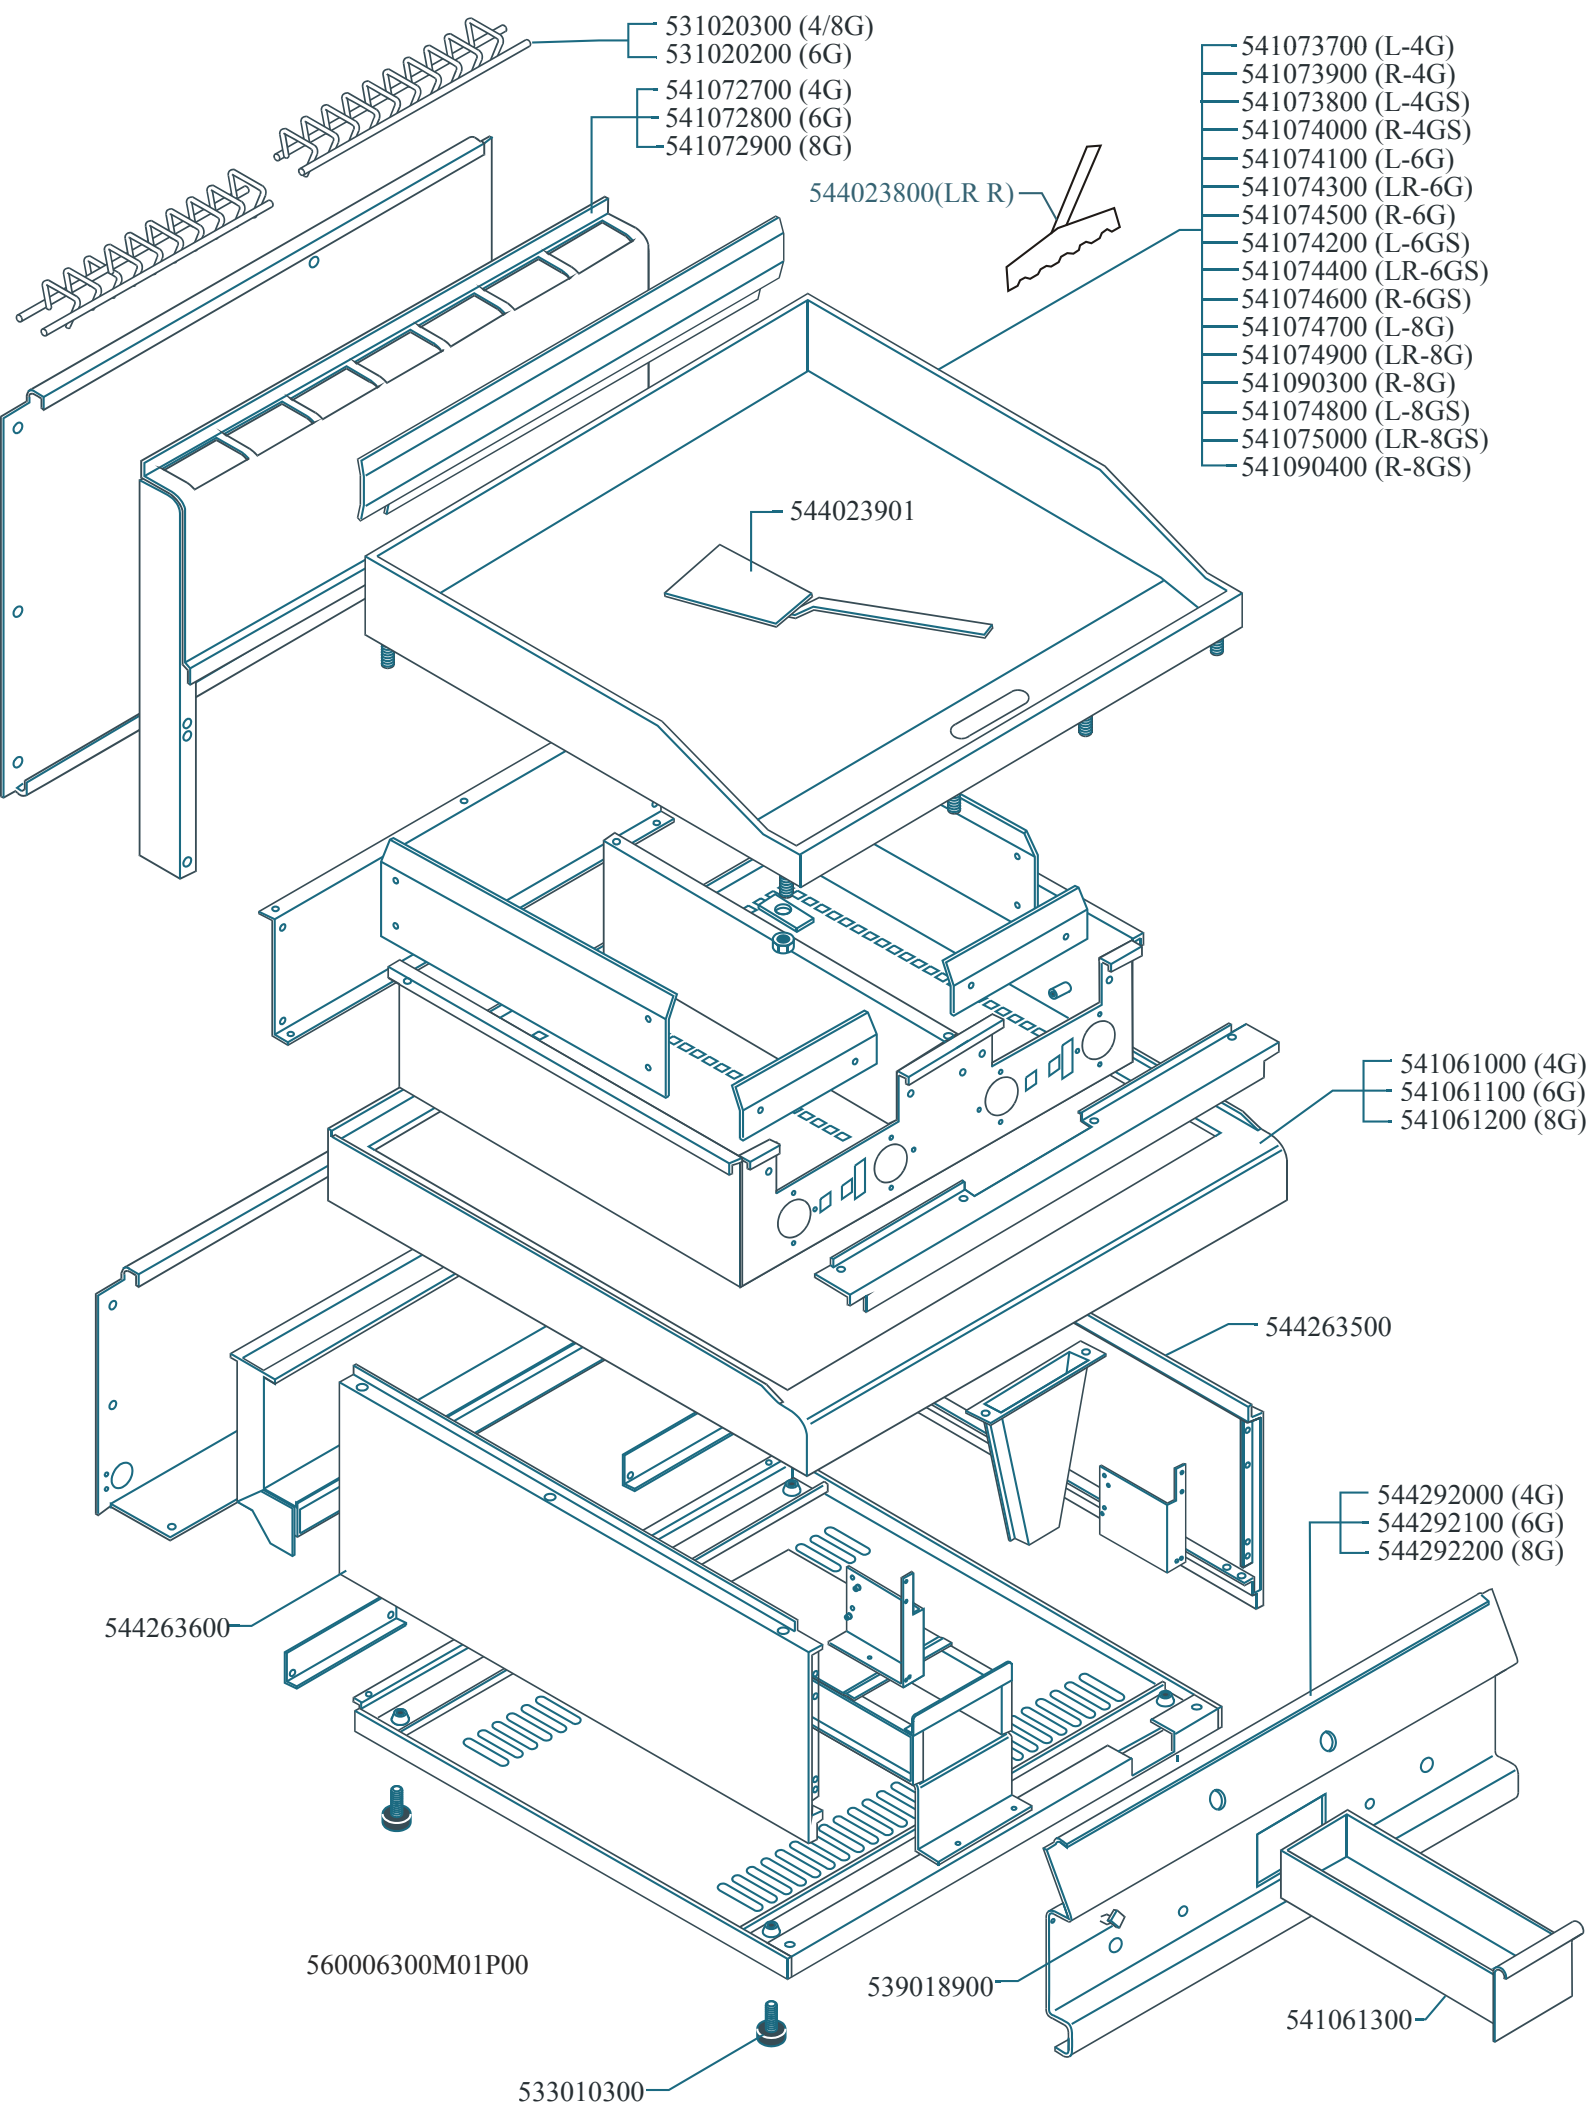 531020300 (4/8G)
531020200 (6G)
541072700 (4G)
541072800 (6G)
541072900 (8G)
544023800(LR R)
541073700 (L-4G)
541073900 (R-4G)
541073800 (L-4GS)
541074000 (R-4GS)
541074100 (L-6G)
541074300 (LR-6G)
541074500 (R-6G)
541074200 (L-6GS)
541074400 (LR-6GS)
541074600 (R-6GS)
541074700 (L-8G)
541074900 (LR-8G)
541090300 (R-8G)
541074800 (L-8GS)
541075000 (LR-8GS)
541090400 (R-8GS)
544023901
541061000 (4G)
541061100 (6G)
541061200 (8G)
544263500
544292000 (4G)
544292100 (6G)
544292200 (8G)
544263600
560006300M01P00
539018900
541061300
533010300